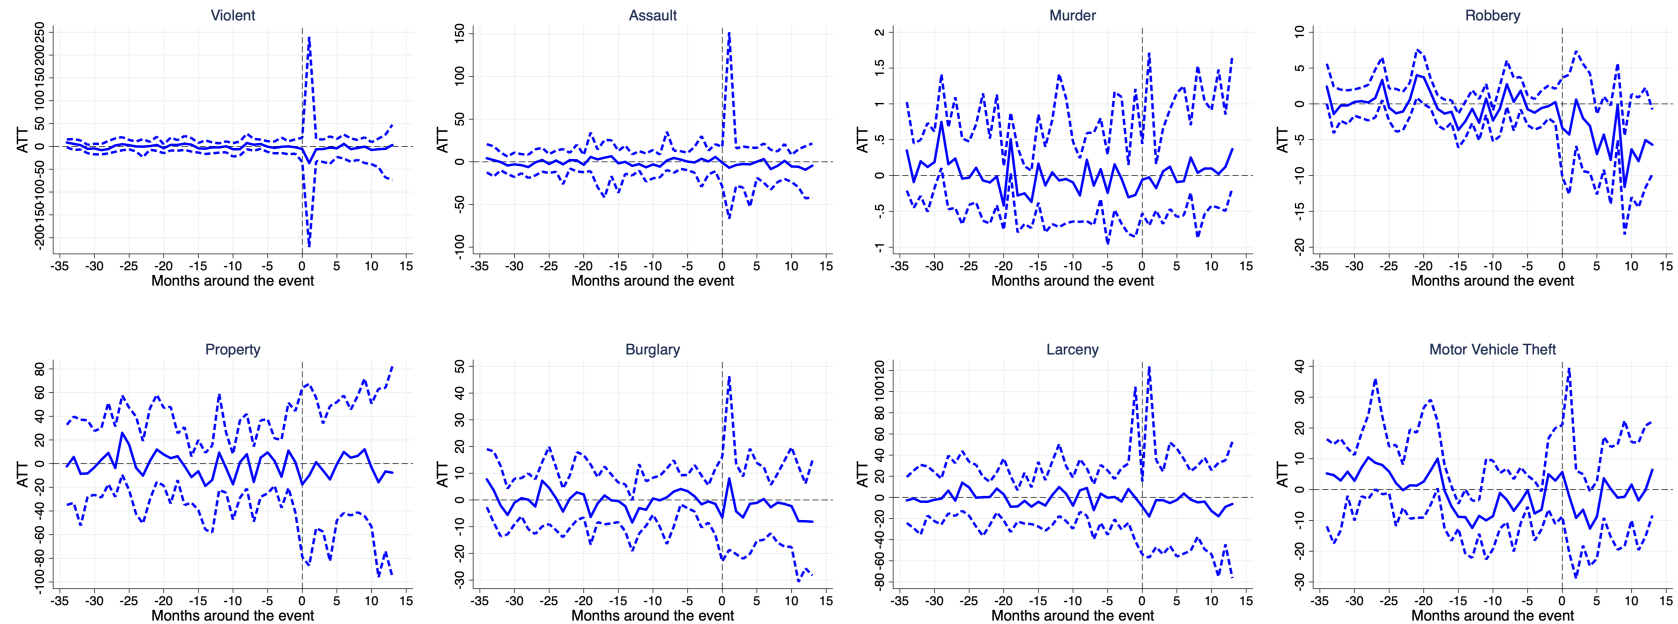 Violent
ATT
-200-150-100-50 0 50 100 150 200 250
-35 -30 -25 -20 -15 -10 -5 0 5 10 15
Months around the event
Assault
ATT
-100 -50 0 50 100 150
-35 -30 -25 -20 -15 -10 -5 0 5 10 15
Months around the event
Murder
ATT
-1 -.5 0 .5 1 1.5 2
-35 -30 -25 -20 -15 -10 -5 0 5 10 15
Months around the event
Robbery
ATT
-20 -15 -10 -5 0 5 10
-35 -30 -25 -20 -15 -10 -5 0 5 10 15
Months around the event
Property
ATT
-100 -80 -60 -40 -20 0 20 40 60 80
-35 -30 -25 -20 -15 -10 -5 0 5 10 15
Months around the event
Burglary
ATT
-30 -20 -10 0 10 20 30 40 50
-35 -30 -25 -20 -15 -10 -5 0 5 10 15
Months around the event
Larceny
ATT
-80 -60 -40 -20 0 20 40 60 80 100 120
-35 -30 -25 -20 -15 -10 -5 0 5 10 15
Months around the event
Motor Vehicle Theft
ATT
-30 -20 -10 0 10 20 30 40
-35 -30 -25 -20 -15 -10 -5 0 5 10 15
Months around the event